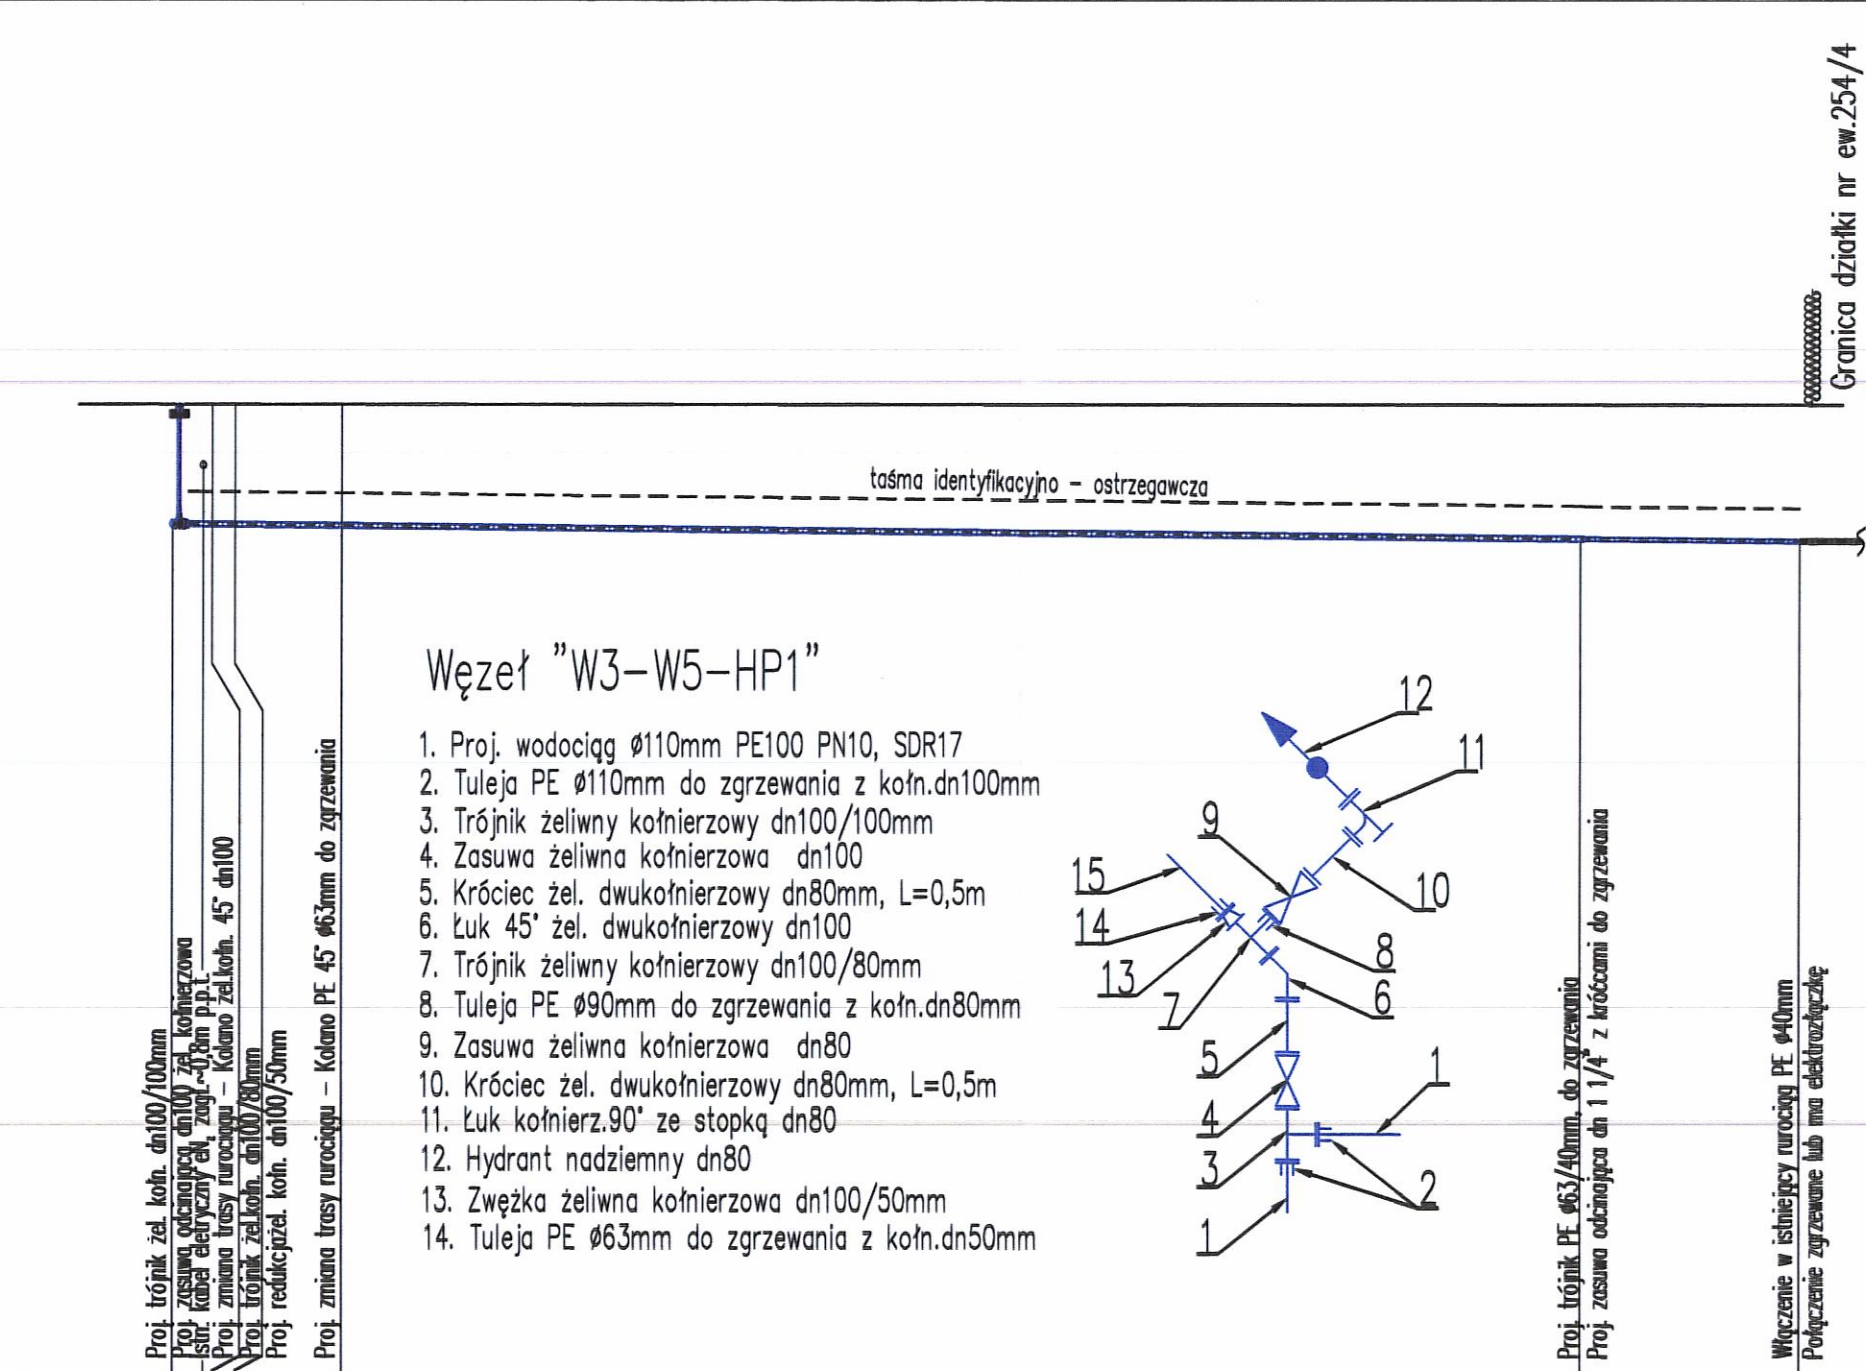 Granica działki nr ew.254/4
taśma identyfikacyjno - ostrzegawcza
Węzeł "W3-W5-HP1"
1. Proj. wodociąg ø110mm PE100 PN10, SDR17
2. Tuleja PE ø110mm do zgrzewania z kołn.dn100mm
3. Trójnik żeliwny kołnierzowy dn100/100mm
4. Zasuwa żeliwna kołnierzowa dn100
5. Króciec żel. dwukołnierzowy dn80mm, L=0,5m
6. Łuk 45° żel. dwukołnierzowy dn100
7. Trójnik żeliwny kołnierzowy dn100/80mm
8. Tuleja PE ø90mm do zgrzewania z kołn.dn80mm
9. Zasuwa żeliwna kołnierzowa dn80
10. Króciec żel. dwukołnierzowy dn80mm, L=0,5m
11. Łuk kołnierz.90° ze stopką dn80
12. Hydrant nadziemny dn80
13. Zwężka żeliwna kołnierzowa dn100/50mm
14. Tuleja PE ø63mm do zgrzewania z kołn.dn50mm
12
11
9
15
10
14
8
13
7
6
5
1
4
3
2
1
Proj. trójnik żel. kołn. dn100/100mm
Proj. zasuwa odcinająca dn100 żel. kołnierzowa
Istn. kabel eletryczny eN, zagł.~0,8m p.p.t.
Proj. zmiana trasy rurociągu - Kolano żel.kołn. 45° dn100
Proj. trójnik żel.kołn. dn100/80mm
Proj. redukcjażel. kołn. dn100/50mm
Proj. zmiana trasy rurociągu - Kolano PE 45° ø63mm do zgrzewania
Proj. trójnik PE ø63/40mm, do zgrzewania
Proj. zasuwa odcinająca dn 1 1/4" z króćcami do zgrzewania
Włączenie w istniejący rurociąg PE ø40mm
Połączenie zgrzewane lub ma elektrozłączkę